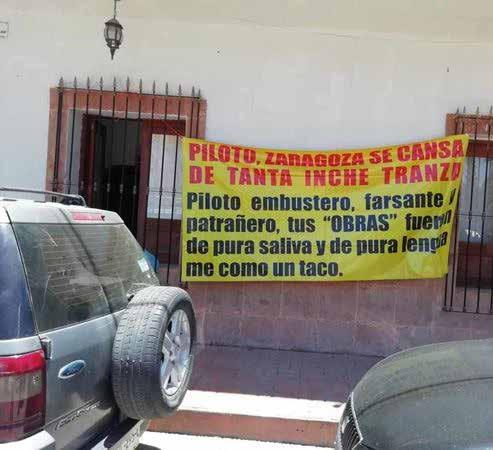 PILOTO, ZARAGOZA SE CANSA
DE TANTA INCHE TRANZA
Piloto embustero, farsante y
patrañero, tus "OBRAS" fueron
de pura saliva y de pura lengua
me como un taco.